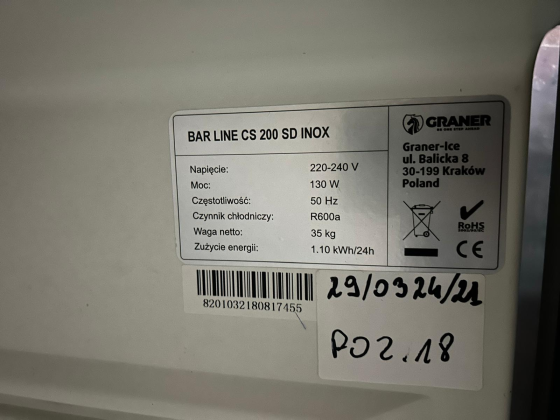 BAR LINE CS 200 SD INOX
Napięcie: 220-240 V
Moc: 130 W
Częstotliwość: 50 Hz
Czynnik chłodniczy: R600a
Waga netto: 35 kg
Zużycie energii: 1.10 kWh/24h
GRANER
Graner-Ice
ul. Balicka 8
30-199 Kraków
Poland
RoHS
CE
8201032180817455
29/0324/21
POZ.18